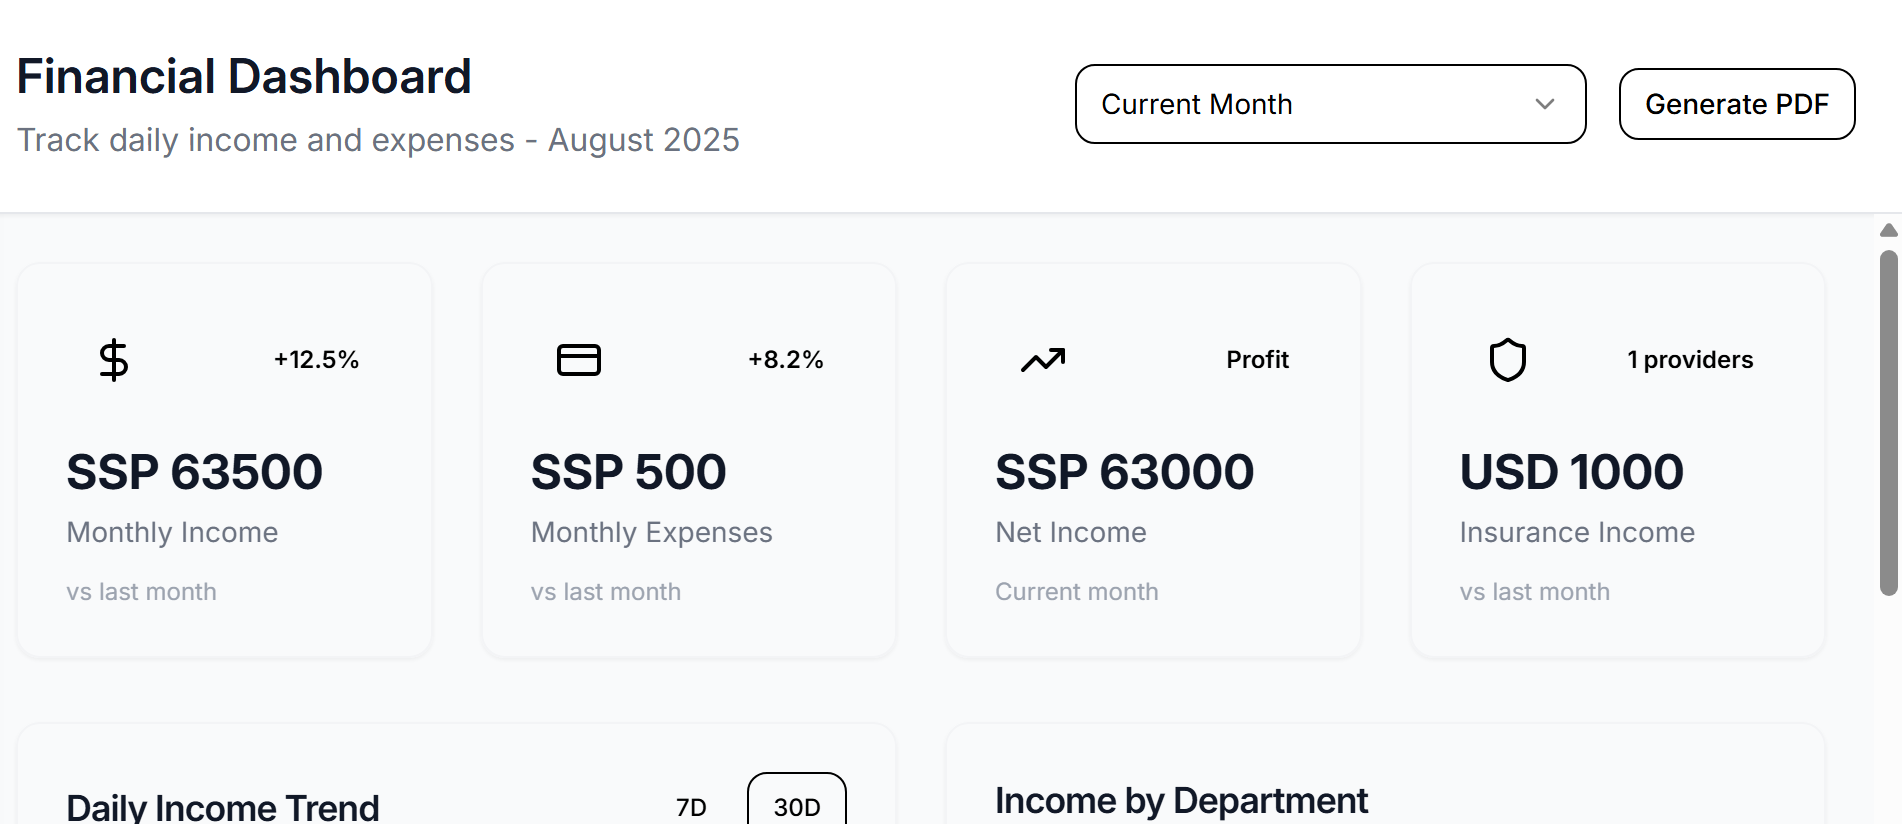 Financial Dashboard
Track daily income and expenses - August 2025
Current Month
Generate PDF
+12.5%
SSP 63500
Monthly Income
vs last month
+8.2%
SSP 500
Monthly Expenses
vs last month
Profit
SSP 63000
Net Income
Current month
1 providers
USD 1000
Insurance Income
vs last month
Daily Income Trend
7D
30D
Income by Department